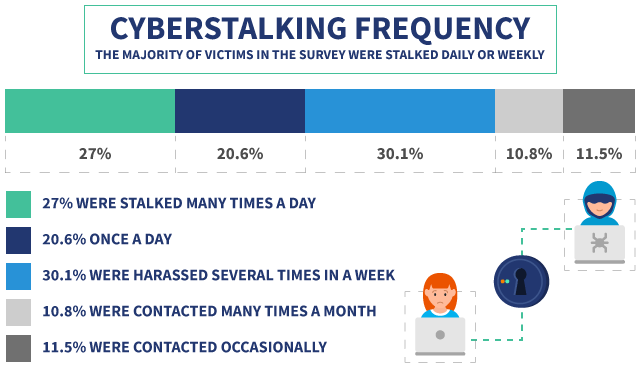 CYBERSTALKING FREQUENCY
THE MAJORITY OF VICTIMS IN THE SURVEY WERE STALKED DAILY OR WEEKLY
27% 20.6% 30.1% 10.8% 11.5%
27% WERE STALKED MANY TIMES A DAY
20.6% ONCE A DAY
30.1% WERE HARASSED SEVERAL TIMES IN A WEEK
10.8% WERE CONTACTED MANY TIMES A MONTH
11.5% WERE CONTACTED OCCASIONALLY